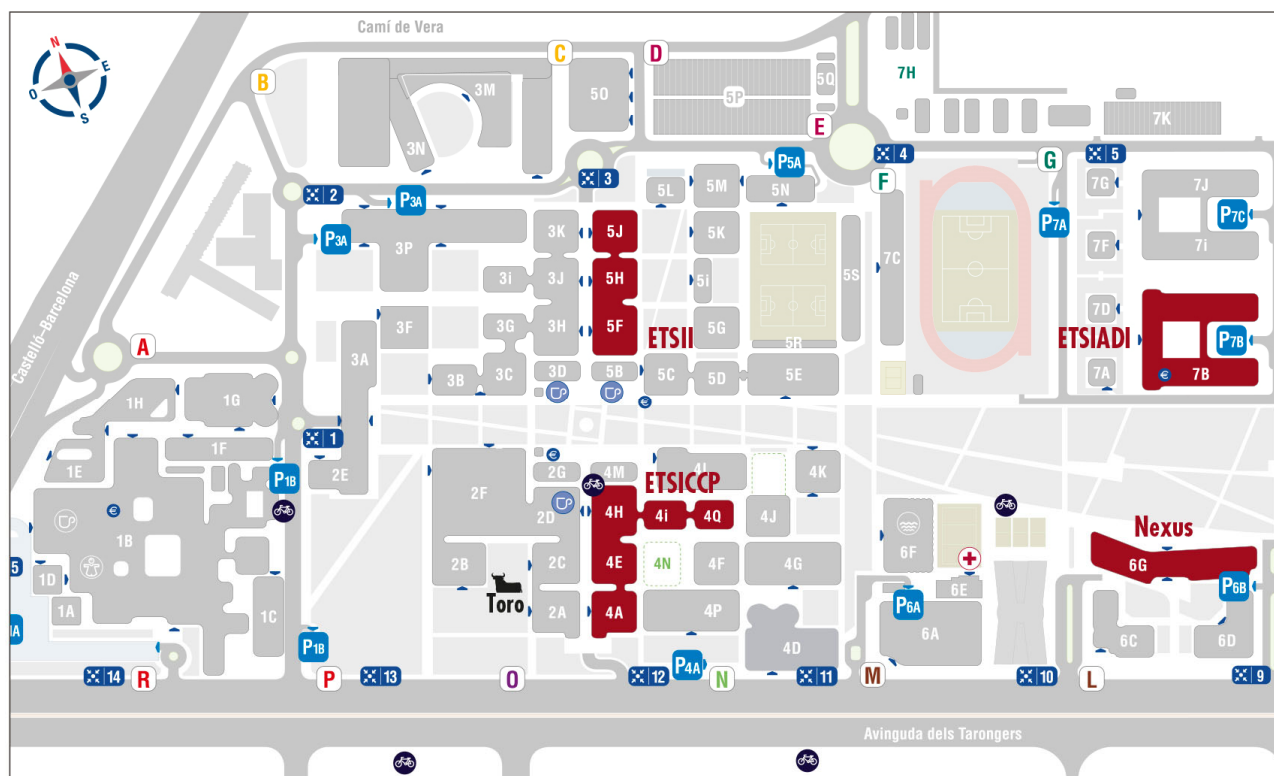 Camí de Vera
N
E
O
S
B
C
D
E
7H
3M
5O
5Q
5P
7K
3N
4
G
5
3
P5A
2
P3A
5L
5M
5N
F
7G
7J
P3A
3P
3K
5J
5K
P7A
P7C
7F
7i
3i
3J
5H
5i
5S
7C
Castelló-Barcelona
3F
3G
3H
5F
ETSII
5G
7D
ETSIADI
P7B
A
3A
5R
3B
3C
3D
5B
5C
5D
5E
7A
€
7B
€
1H
1G
1
1F
1E
2E
P1B
€
2G
4M
ETSICCP
4L
4K
2F
€
2D
4H
4i
4Q
4J
1B
6F
Nexus
5
1D
2B
2C
4E
4N
4F
4G
6G
1A
1C
Toro
2A
4A
4P
P6A
6E
P6B
1A
P1B
4D
6A
6C
6D
14
R
P
13
O
12
P4A
N
11
M
10
L
9
Avinguda dels Tarongers